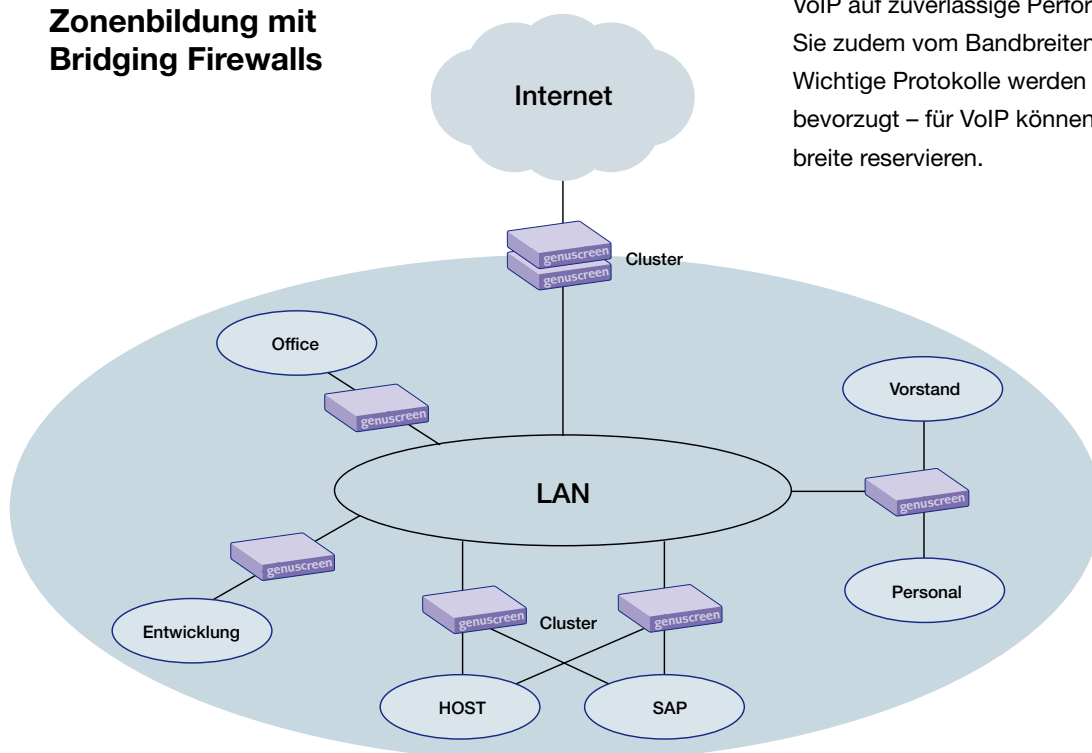 Zonenbildung mit
Bridging Firewalls
VoIP auf zuverlässige Perfor
Sie zudem vom Bandbreiten
Wichtige Protokolle werden
bevorzugt – für VoIP können
breite reservieren.
Internet
genuscreen
genuscreen
Cluster
Office
genuscreen
Vorstand
LAN
genuscreen
genuscreen
Entwicklung
genuscreen
Cluster
genuscreen
Personal
HOST
SAP